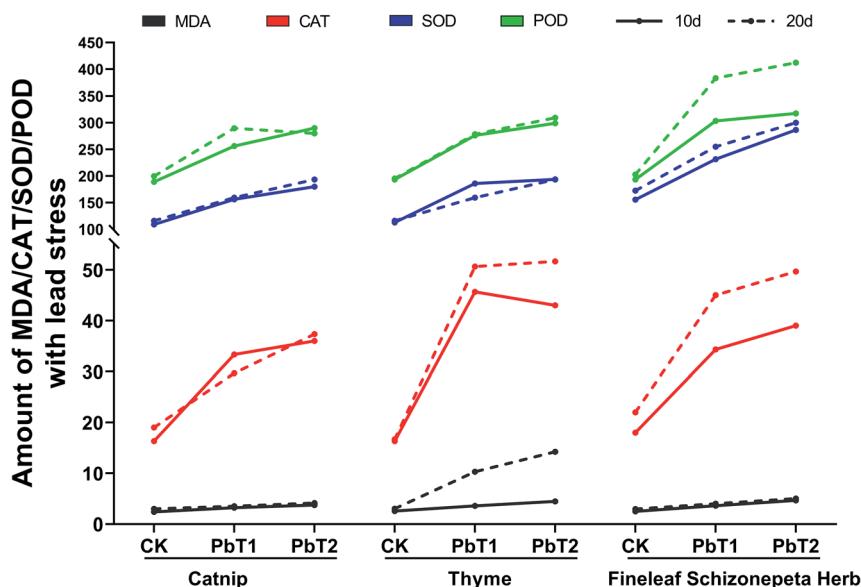 MDA CAT SOD POD 10d 20d
Amount of MDA/CAT/SOD/POD
with lead stress
450
400
350
300
250
200
150
100
50
40
30
20
10
0
CK PbT1 PbT2 CK PbT1 PbT2 CK PbT1 PbT2
Catnip Thyme Fineleaf Schizonepeta Herb